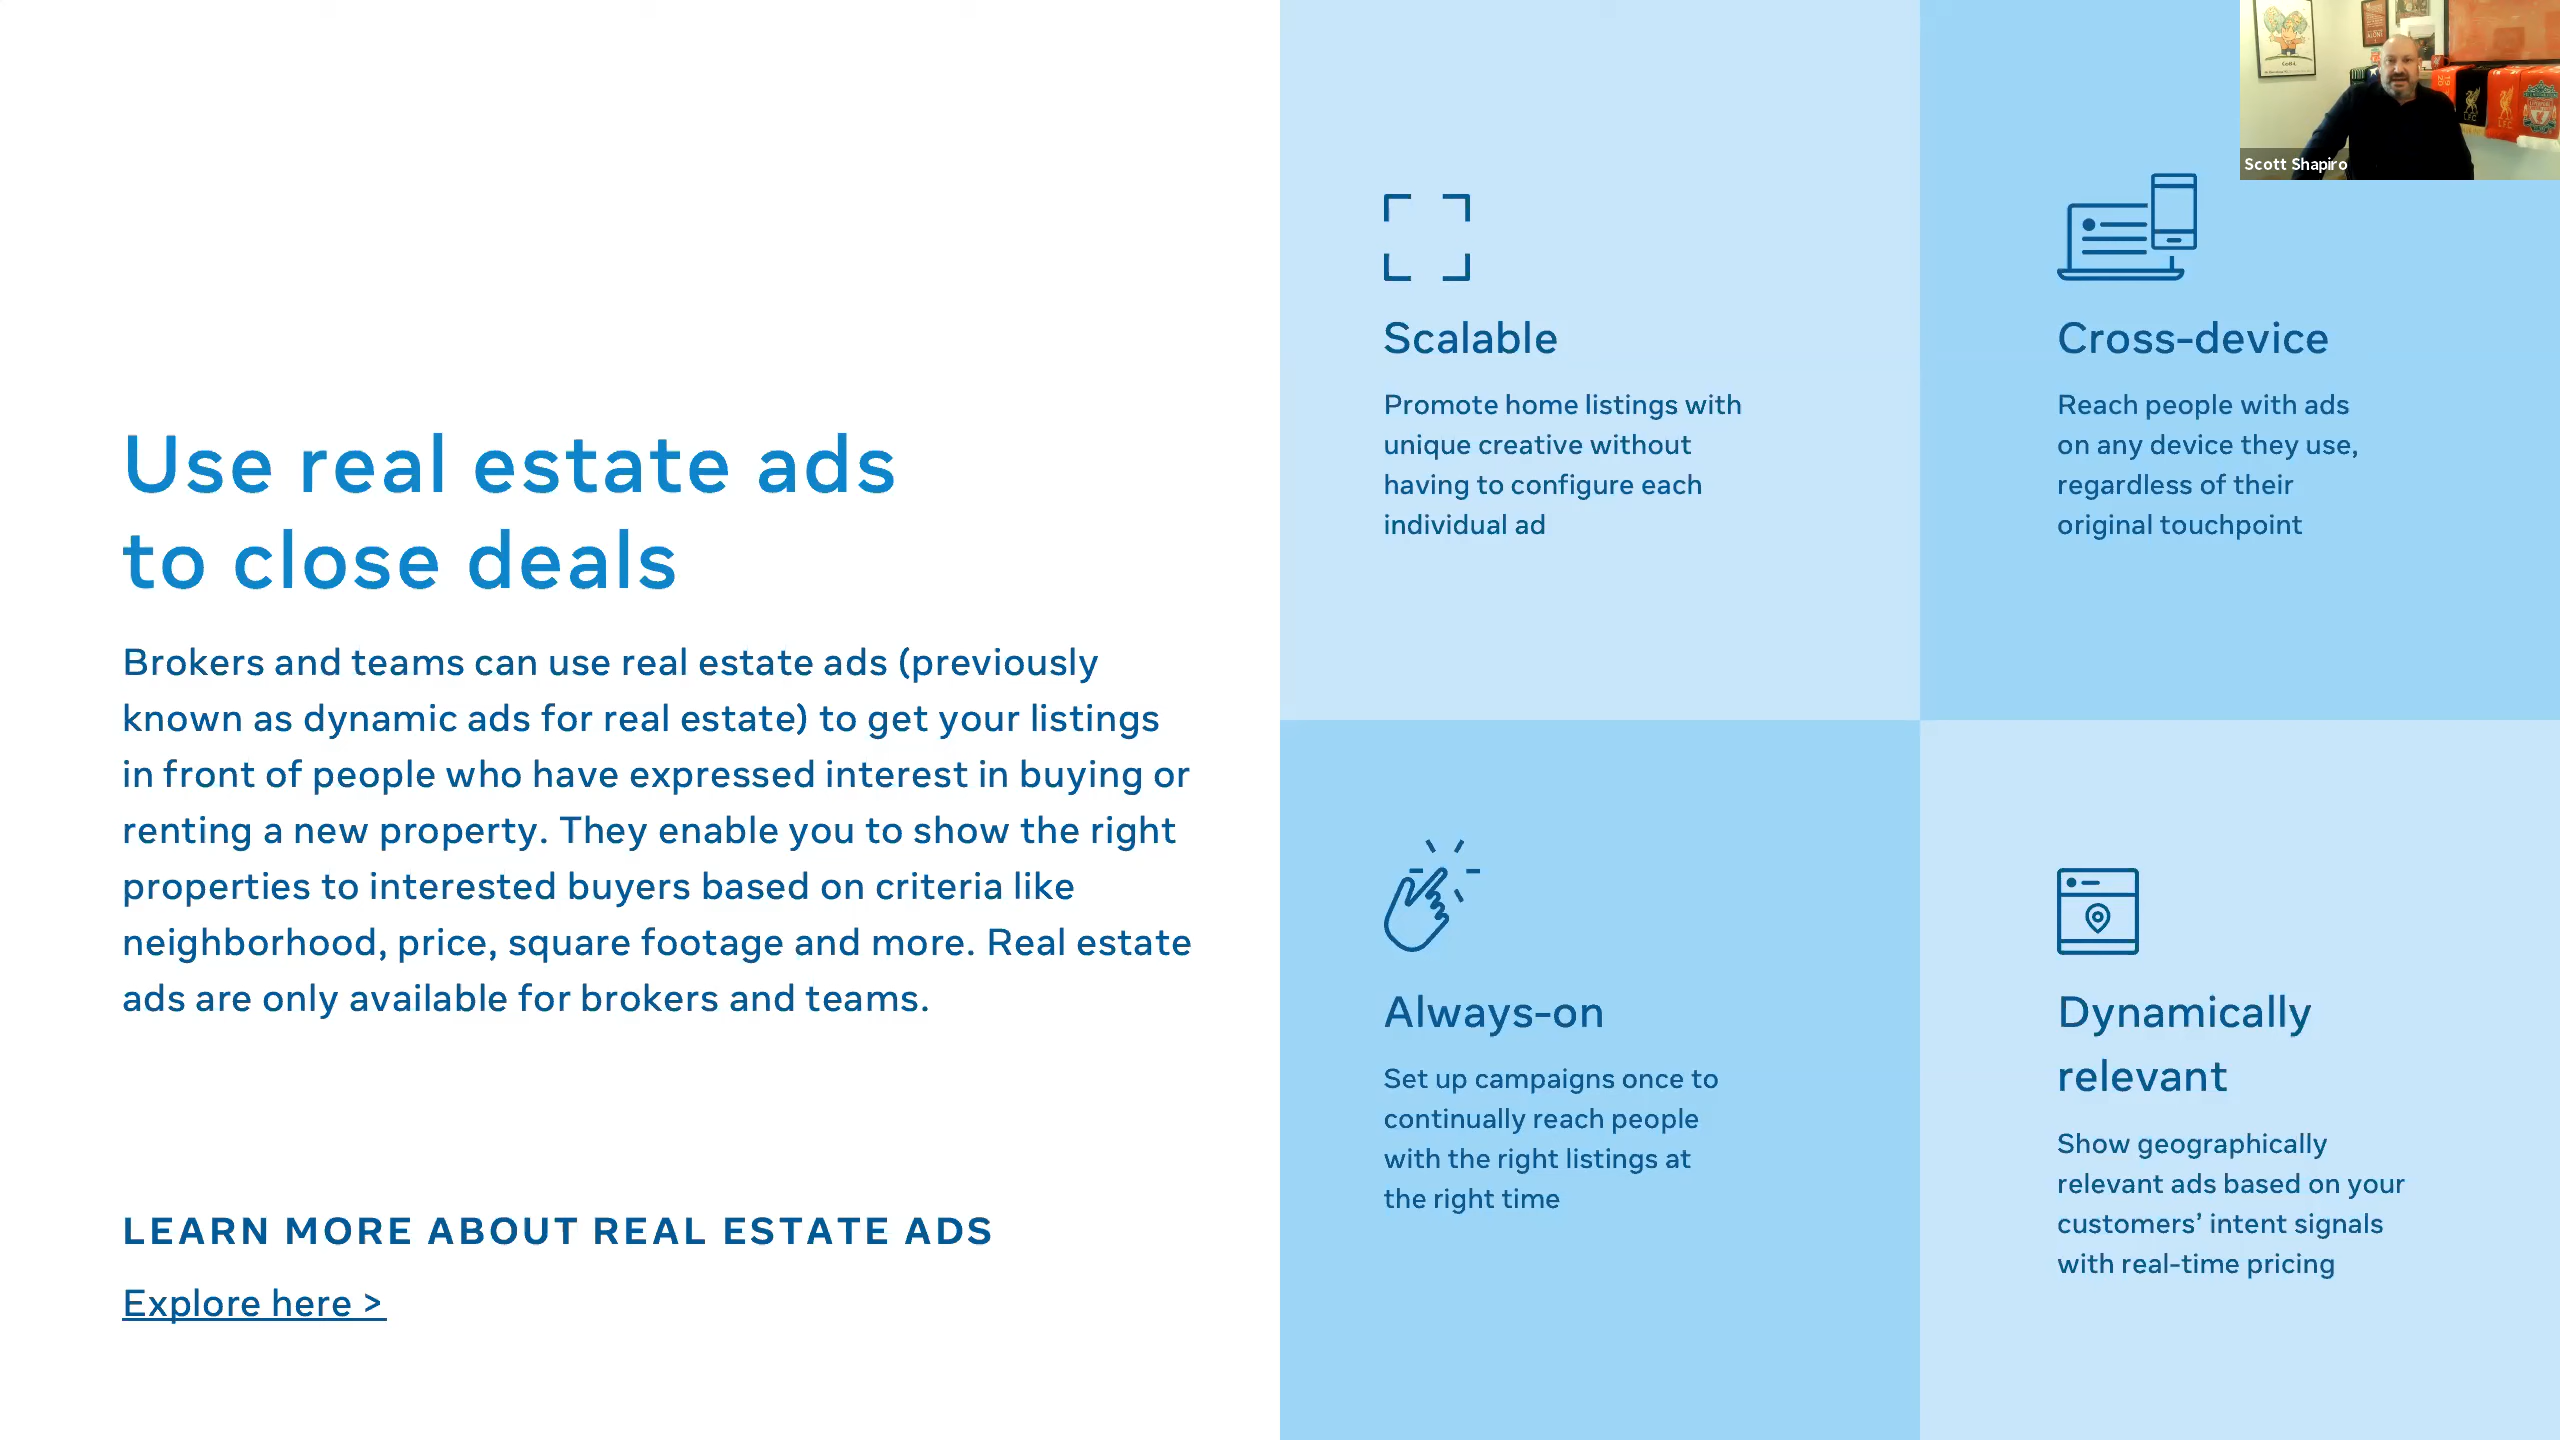 Use real estate ads
to close deals
Brokers and teams can use real estate ads (previously
known as dynamic ads for real estate) to get your listings
in front of people who have expressed interest in buying or
renting a new property. They enable you to show the right
properties to interested buyers based on criteria like
neighborhood, price, square footage and more. Real estate
ads are only available for brokers and teams.
LEARN MORE ABOUT REAL ESTATE ADS
Explore here >
Scalable
Promote home listings with
unique creative without
having to configure each
individual ad
Cross-device
Reach people with ads
on any device they use,
regardless of their
original touchpoint
Always-on
Set up campaigns once to
continually reach people
with the right listings at
the right time
Dynamically
relevant
Show geographically
relevant ads based on your
customers’ intent signals
with real-time pricing
Scott Shapiro
LFC
LFC